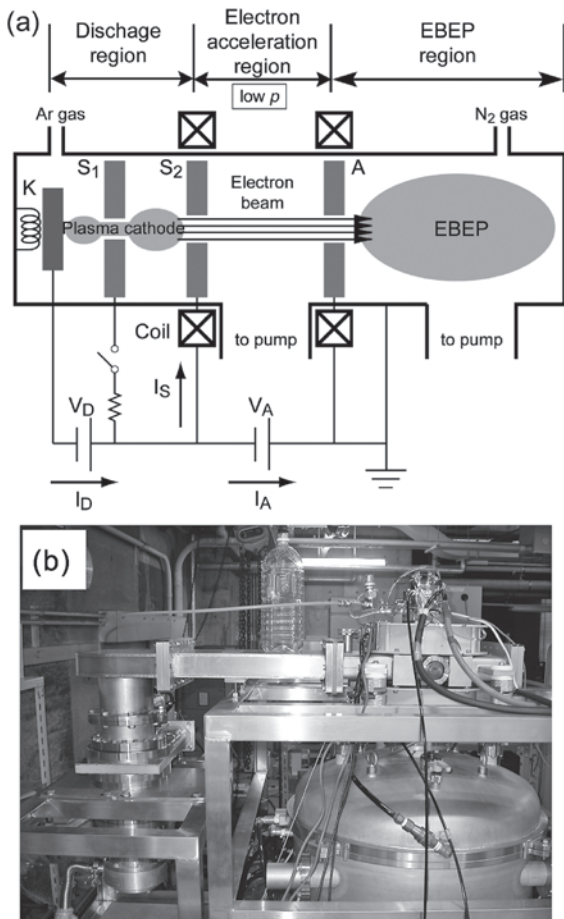 (a)
Dischage region
Electron acceleration region
EBEP region
low p
Ar gas
N2 gas
K
S1
S2
A
Electron beam
Plasma cathode
EBEP
Coil
to pump
to pump
IS
VD
VA
ID
IA
(b)